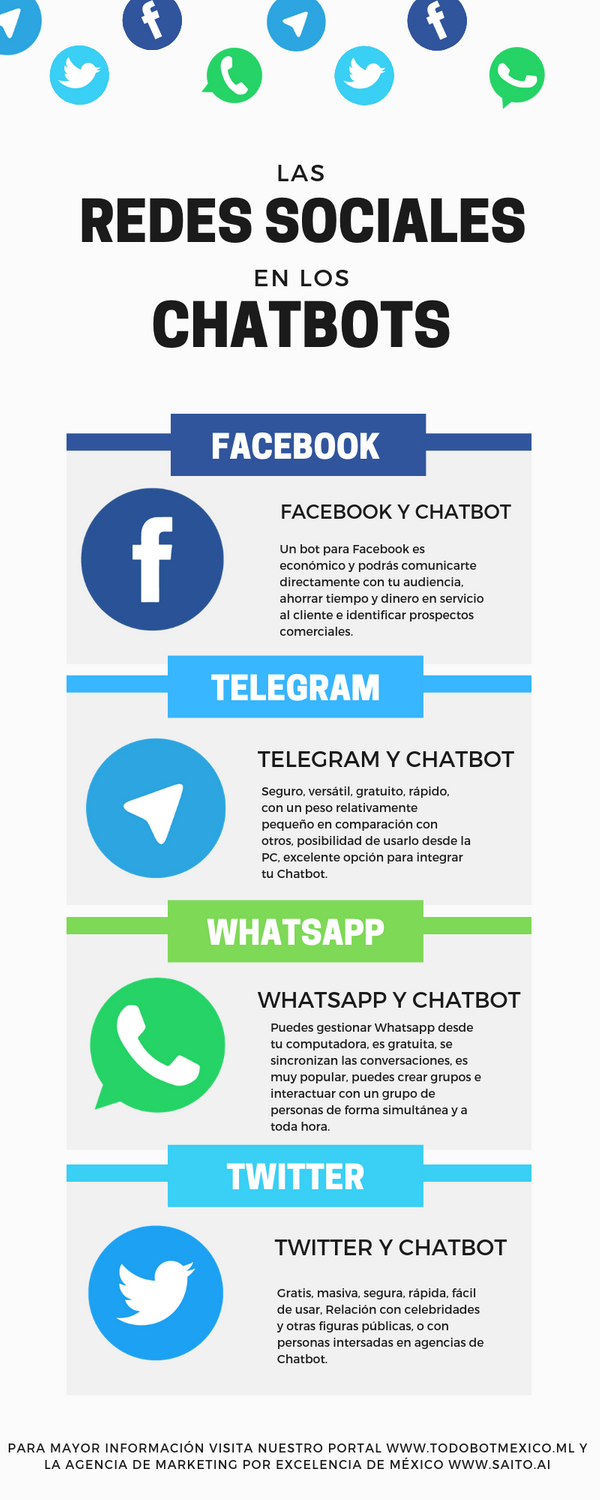 LAS
REDES SOCIALES
EN LOS
CHATBOTS
FACEBOOK
FACEBOOK Y CHATBOT
Un bot para Facebook es
económico y podrás comunicarte
directamente con tu audiencia,
ahorrar tiempo y dinero en servicio
al cliente e identificar prospectos
comerciales.
TELEGRAM
TELEGRAM Y CHATBOT
Seguro, versátil, gratuito, rápido,
con un peso relativamente
pequeño en comparación con
otros, posibilidad de usarlo desde la
PC, excelente opción para integrar
tu Chatbot.
WHATSAPP
WHATSAPP Y CHATBOT
Puedes gestionar Whatsapp desde
tu computadora, es gratuita, se
sincronizan las conversaciones, es
muy popular, puedes crear grupos e
interactuar con un grupo de
personas de forma simultánea y a
toda hora.
TWITTER
TWITTER Y CHATBOT
Gratis, masiva, segura, rápida, fácil
de usar, Relación con celebridades
y otras figuras públicas, o con
personas intersadas en agencias de
Chatbot.
PARA MAYOR INFORMACIÓN VISITA NUESTRO PORTAL WWW.TODOBOTMEXICO.ML Y
LA AGENCIA DE MARKETING POR EXCELENCIA DE MÉXICO WWW.SAITO.AI